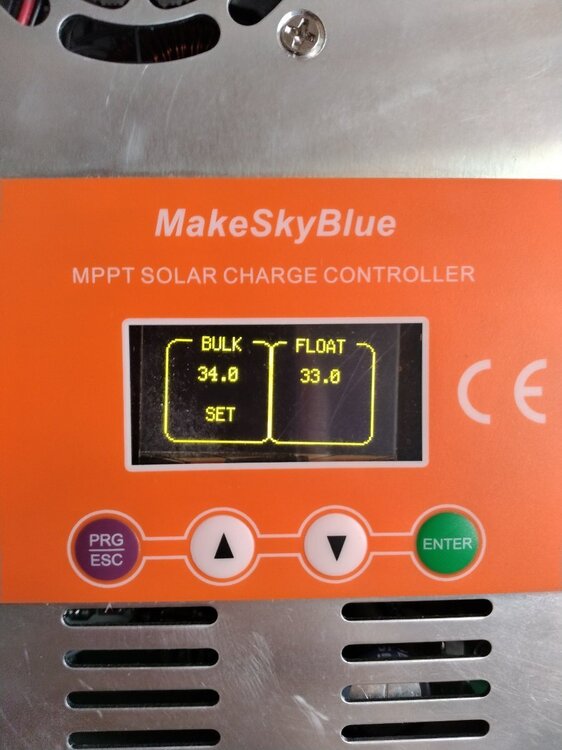 MakeSkyBlue
MPPT SOLAR CHARGE CONTROLLER
BULK FLOAT
34.0 33.0
SET
CE
PRG
ESC
ENTER